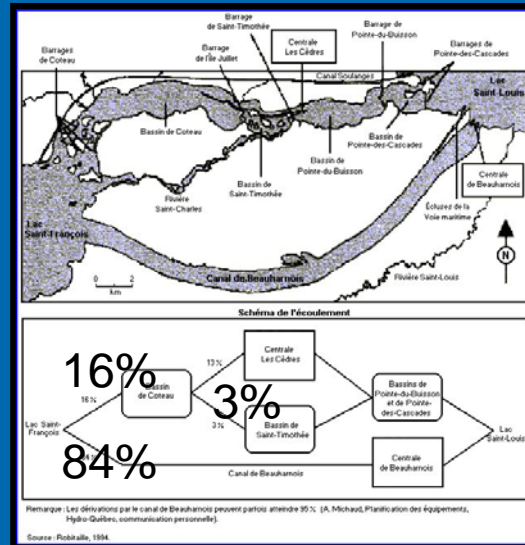 Barrage
de Saint-Timothée
Barrages
de Coteau
Barrage
de l'Île Juillet
Centrale
Les Cèdres
Barrage de
Pointe-du-Buisson
Barrages de
Pointe-des-Cascades
Canal Soulanges
Lac
Saint-Louis
Bassin de Coteau
Bassin de
Pointe-des-Cascades
Bassin de
Pointe-du-Buisson
Bassin de
Saint-Timothée
Centrale
de Beauharnois
Rivière
Saint-Charles
Écluses de la
Voie maritime
Lac
Saint-François
Canal de Beauharnois
Rivière Saint-Louis
N
0 2
km
Schéma de l'écoulement
Centrale
Les Cèdres
13 %
16%
Bassin
de Coteau
16 %
3%
3 %
Bassin
de Saint-Timothée
Bassins de
Pointe-du-Buisson
et de Pointe-
des-Cascades
Lac Saint-
François
Lac
Saint-Louis
84%
Canal de Beauharnois
Centrale
de Beauharnois
Remarque : Les dérivations par le canal de Beauharnois peuvent parfois atteindre 95 % (A. Michaud, Planification des équipements,
Hydro-Québec, communication personnelle).
Source : Robitaille, 1994.